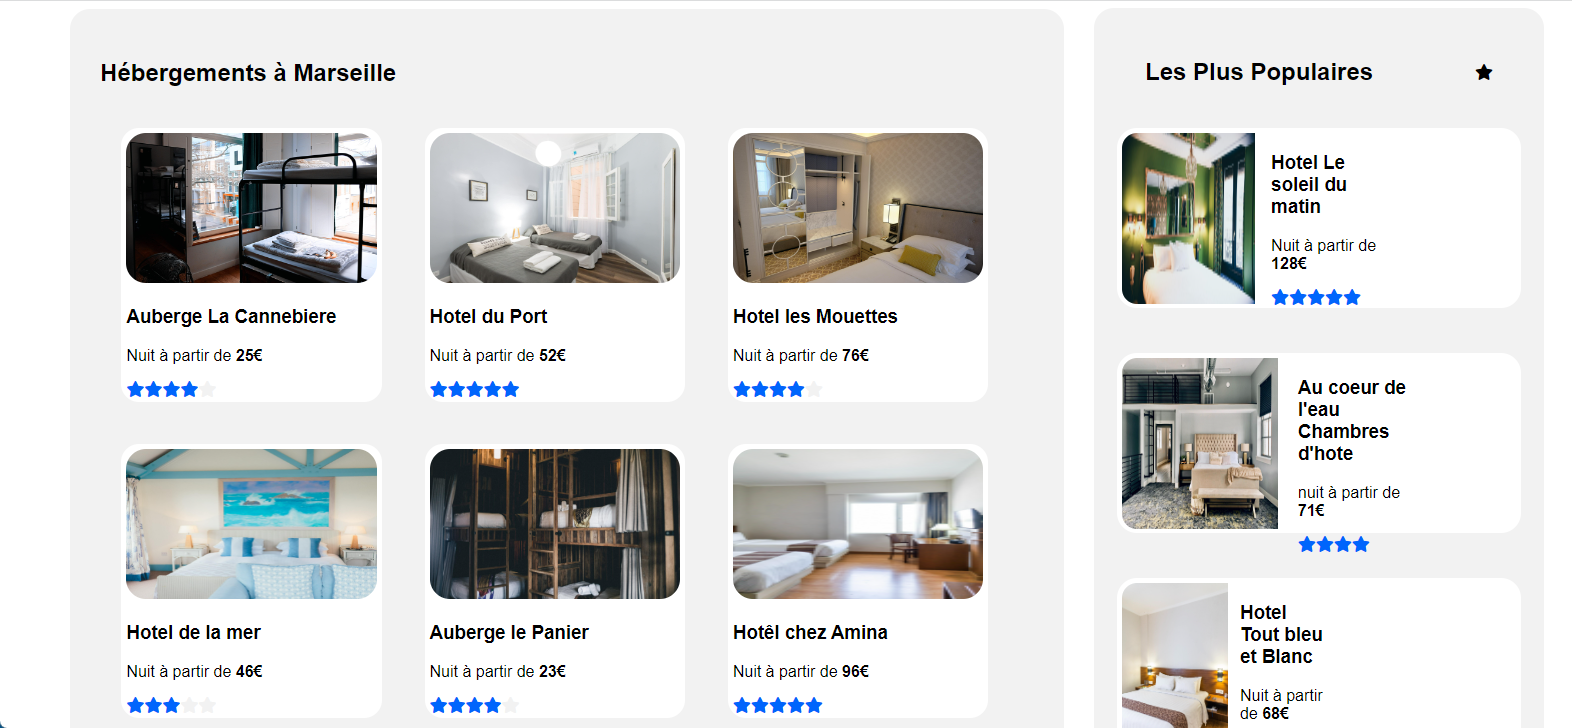 Hébergements à Marseille
Auberge La Cannebiere
Nuit à partir de 25€
Hotel du Port
Nuit à partir de 52€
Hotel les Mouettes
Nuit à partir de 76€
Hotel de la mer
Nuit à partir de 46€
Auberge le Panier
Nuit à partir de 23€
Hotêl chez Amina
Nuit à partir de 96€
Les Plus Populaires
Hotel Le
soleil du
matin
Nuit à partir de
128€
Au coeur de
l'eau
Chambres
d'hote
nuit à partir de
71€
Hotel
Tout bleu
et Blanc
Nuit à partir
de 68€